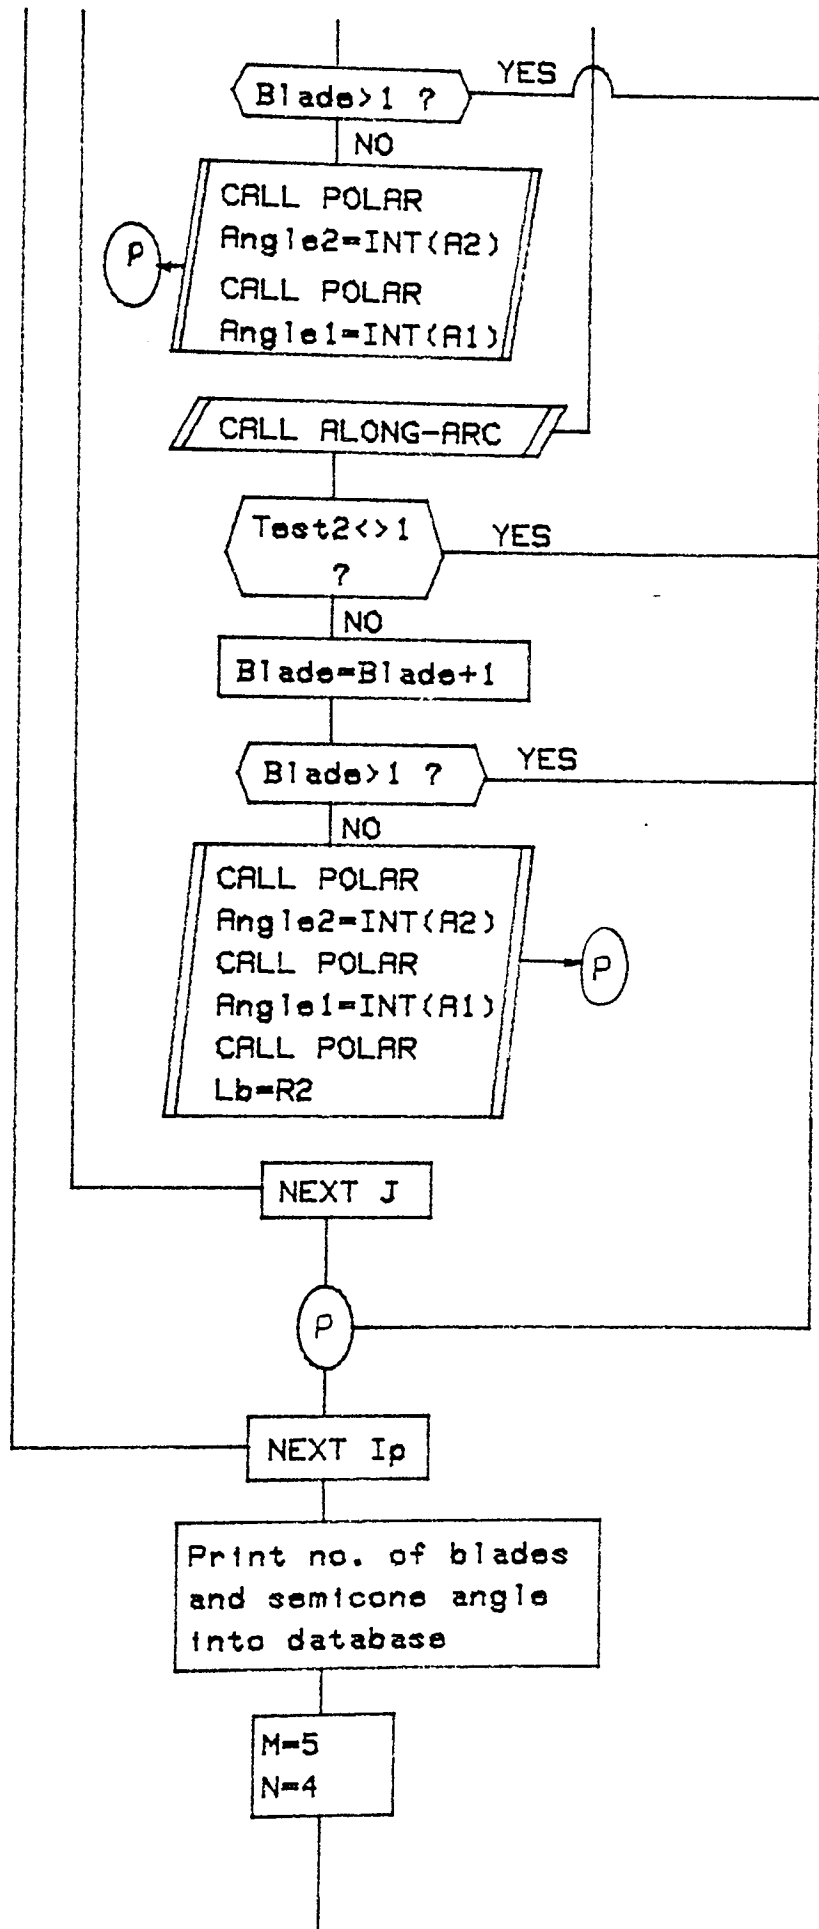 Blade>1 ?
YES
NO
CALL POLAR
Angle2=INT(A2)
CALL POLAR
Angle1=INT(A1)
P
CALL ALONG-ARC
Test2<>1
?
YES
NO
Blade=Blade+1
Blade>1 ?
YES
NO
CALL POLAR
Angle2=INT(A2)
CALL POLAR
Angle1=INT(A1)
CALL POLAR
Lb=R2
P
NEXT J
P
NEXT Ip
Print no. of blades
and semicone angle
into database
M=5
N=4